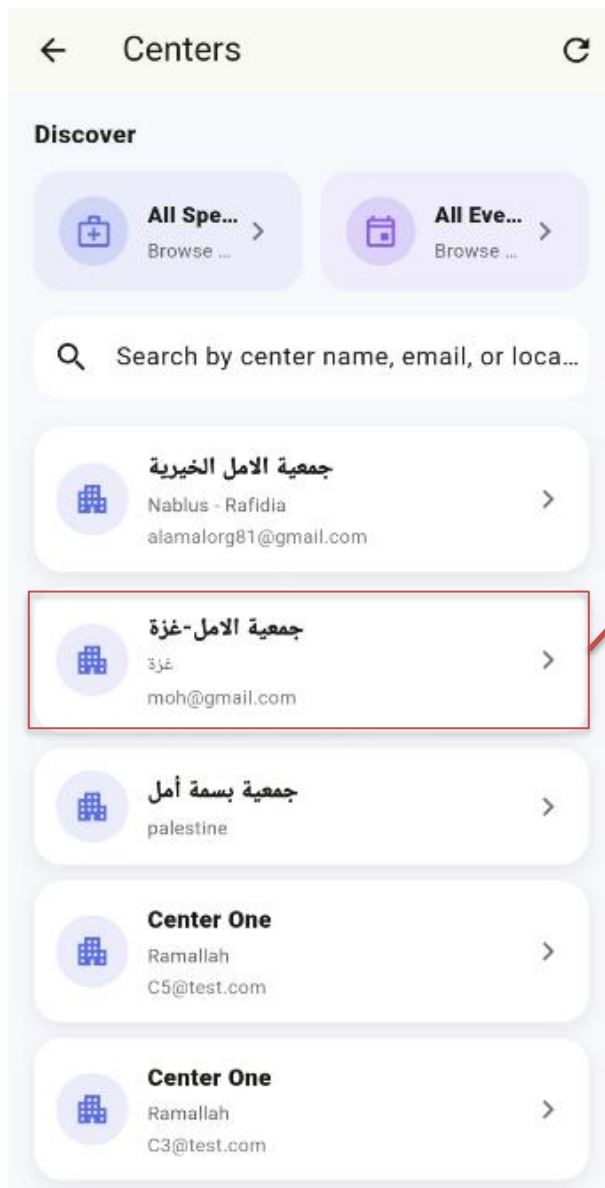 Centers
Discover
All Spe...
Browse ...
All Eve...
Browse ...
Search by center name, email, or loca...
جمعية الامل الخيرية
Nablus - Rafidia
alamalorg81@gmail.com
جمعية الامل-غزة
غزة
moh@gmail.com
جمعية بسمة أمل
palestine
Center One
Ramallah
C5@test.com
Center One
Ramallah
C3@test.com